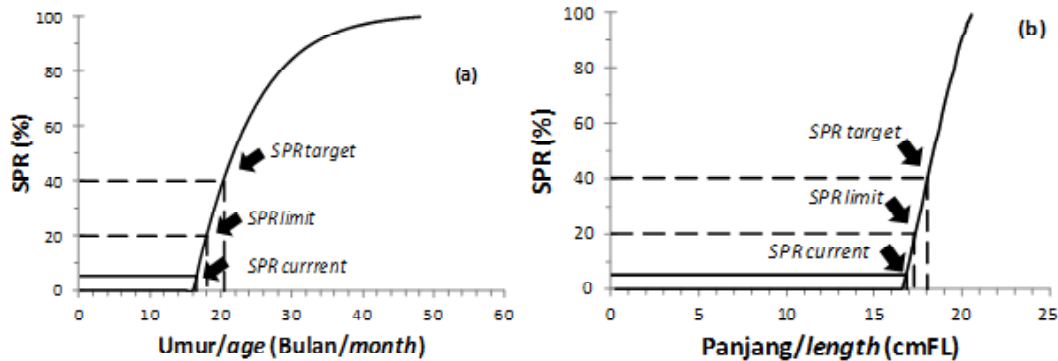 100
80
60
40
20
0
SPR (%)
(a)
SPR target
SPR limit
SPR currrent
0 10 20 30 40 50 60
Umur/age (Bulan/month)
100
80
60
40
20
0
SPR (%)
(b)
SPR target
SPR limit
SPR current
0 5 10 15 20 25
Panjang/length (cmFL)